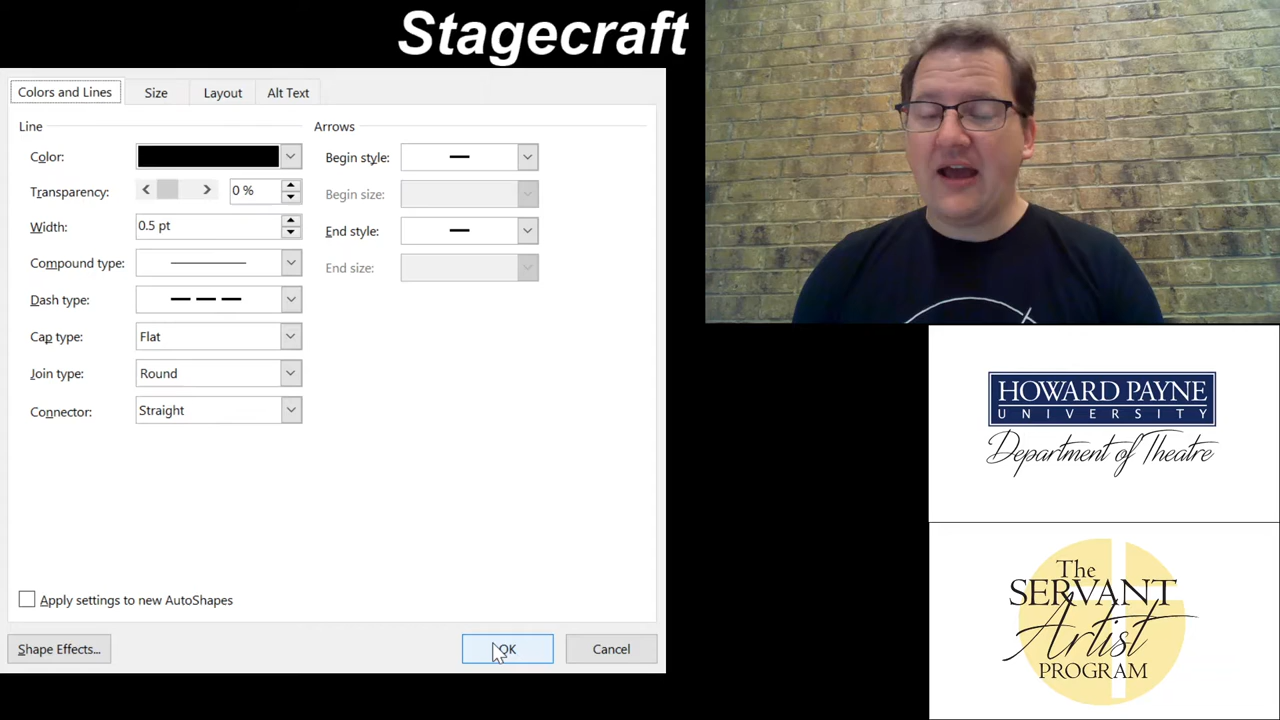 Stagecraft
Colors and Lines
Size
Layout
Alt Text
Line
Color:
Transparency:
0 %
Width:
0.5 pt
Compound type:
Dash type:
Cap type:
Flat
Join type:
Round
Connector:
Straight
Arrows
Begin style:
Begin size:
End style:
End size:
Apply settings to new AutoShapes
Shape Effects...
OK
Cancel
HOWARD PAYNE
UNIVERSITY
Department of Theatre
The
SERVANT
Artist
PROGRAM